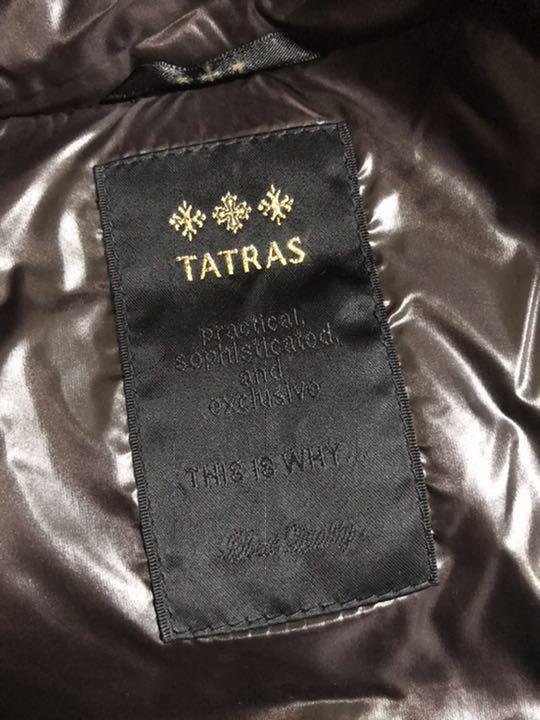 TATRAS
practical,
sophisticated,
and
exclusive
THIS IS WHY...